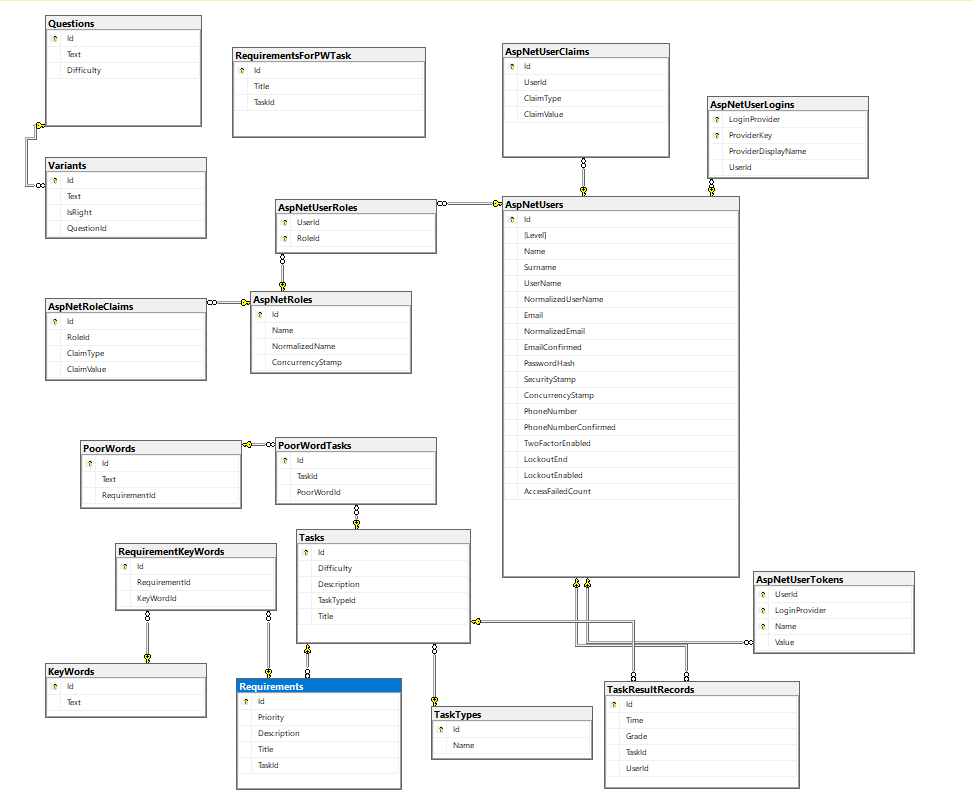 Questions
Id
Text
Difficulty
RequirementsForPWTask
Id
Title
TaskId
AspNetUserClaims
Id
UserId
ClaimType
ClaimValue
AspNetUserLogins
LoginProvider
ProviderKey
ProviderDisplayName
UserId
Variants
Id
Text
IsRight
QuestionId
AspNetUserRoles
UserId
RoleId
AspNetUsers
Id
[Level]
Name
Surname
UserName
NormalizedUserName
Email
NormalizedEmail
EmailConfirmed
PasswordHash
SecurityStamp
ConcurrencyStamp
PhoneNumber
PhoneNumberConfirmed
TwoFactorEnabled
LockoutEnd
LockoutEnabled
AccessFailedCount
AspNetRoleClaims
Id
RoleId
ClaimType
ClaimValue
AspNetRoles
Id
Name
NormalizedName
ConcurrencyStamp
PoorWords
Id
Text
RequirementId
PoorWordTasks
Id
TaskId
PoorWordId
RequirementKeyWords
Id
RequirementId
KeyWordId
Tasks
Id
Difficulty
Description
TaskTypeId
Title
AspNetUserTokens
UserId
LoginProvider
Name
Value
KeyWords
Id
Text
Requirements
Id
Priority
Description
Title
TaskId
TaskTypes
Id
Name
TaskResultRecords
Id
Time
Grade
TaskId
UserId